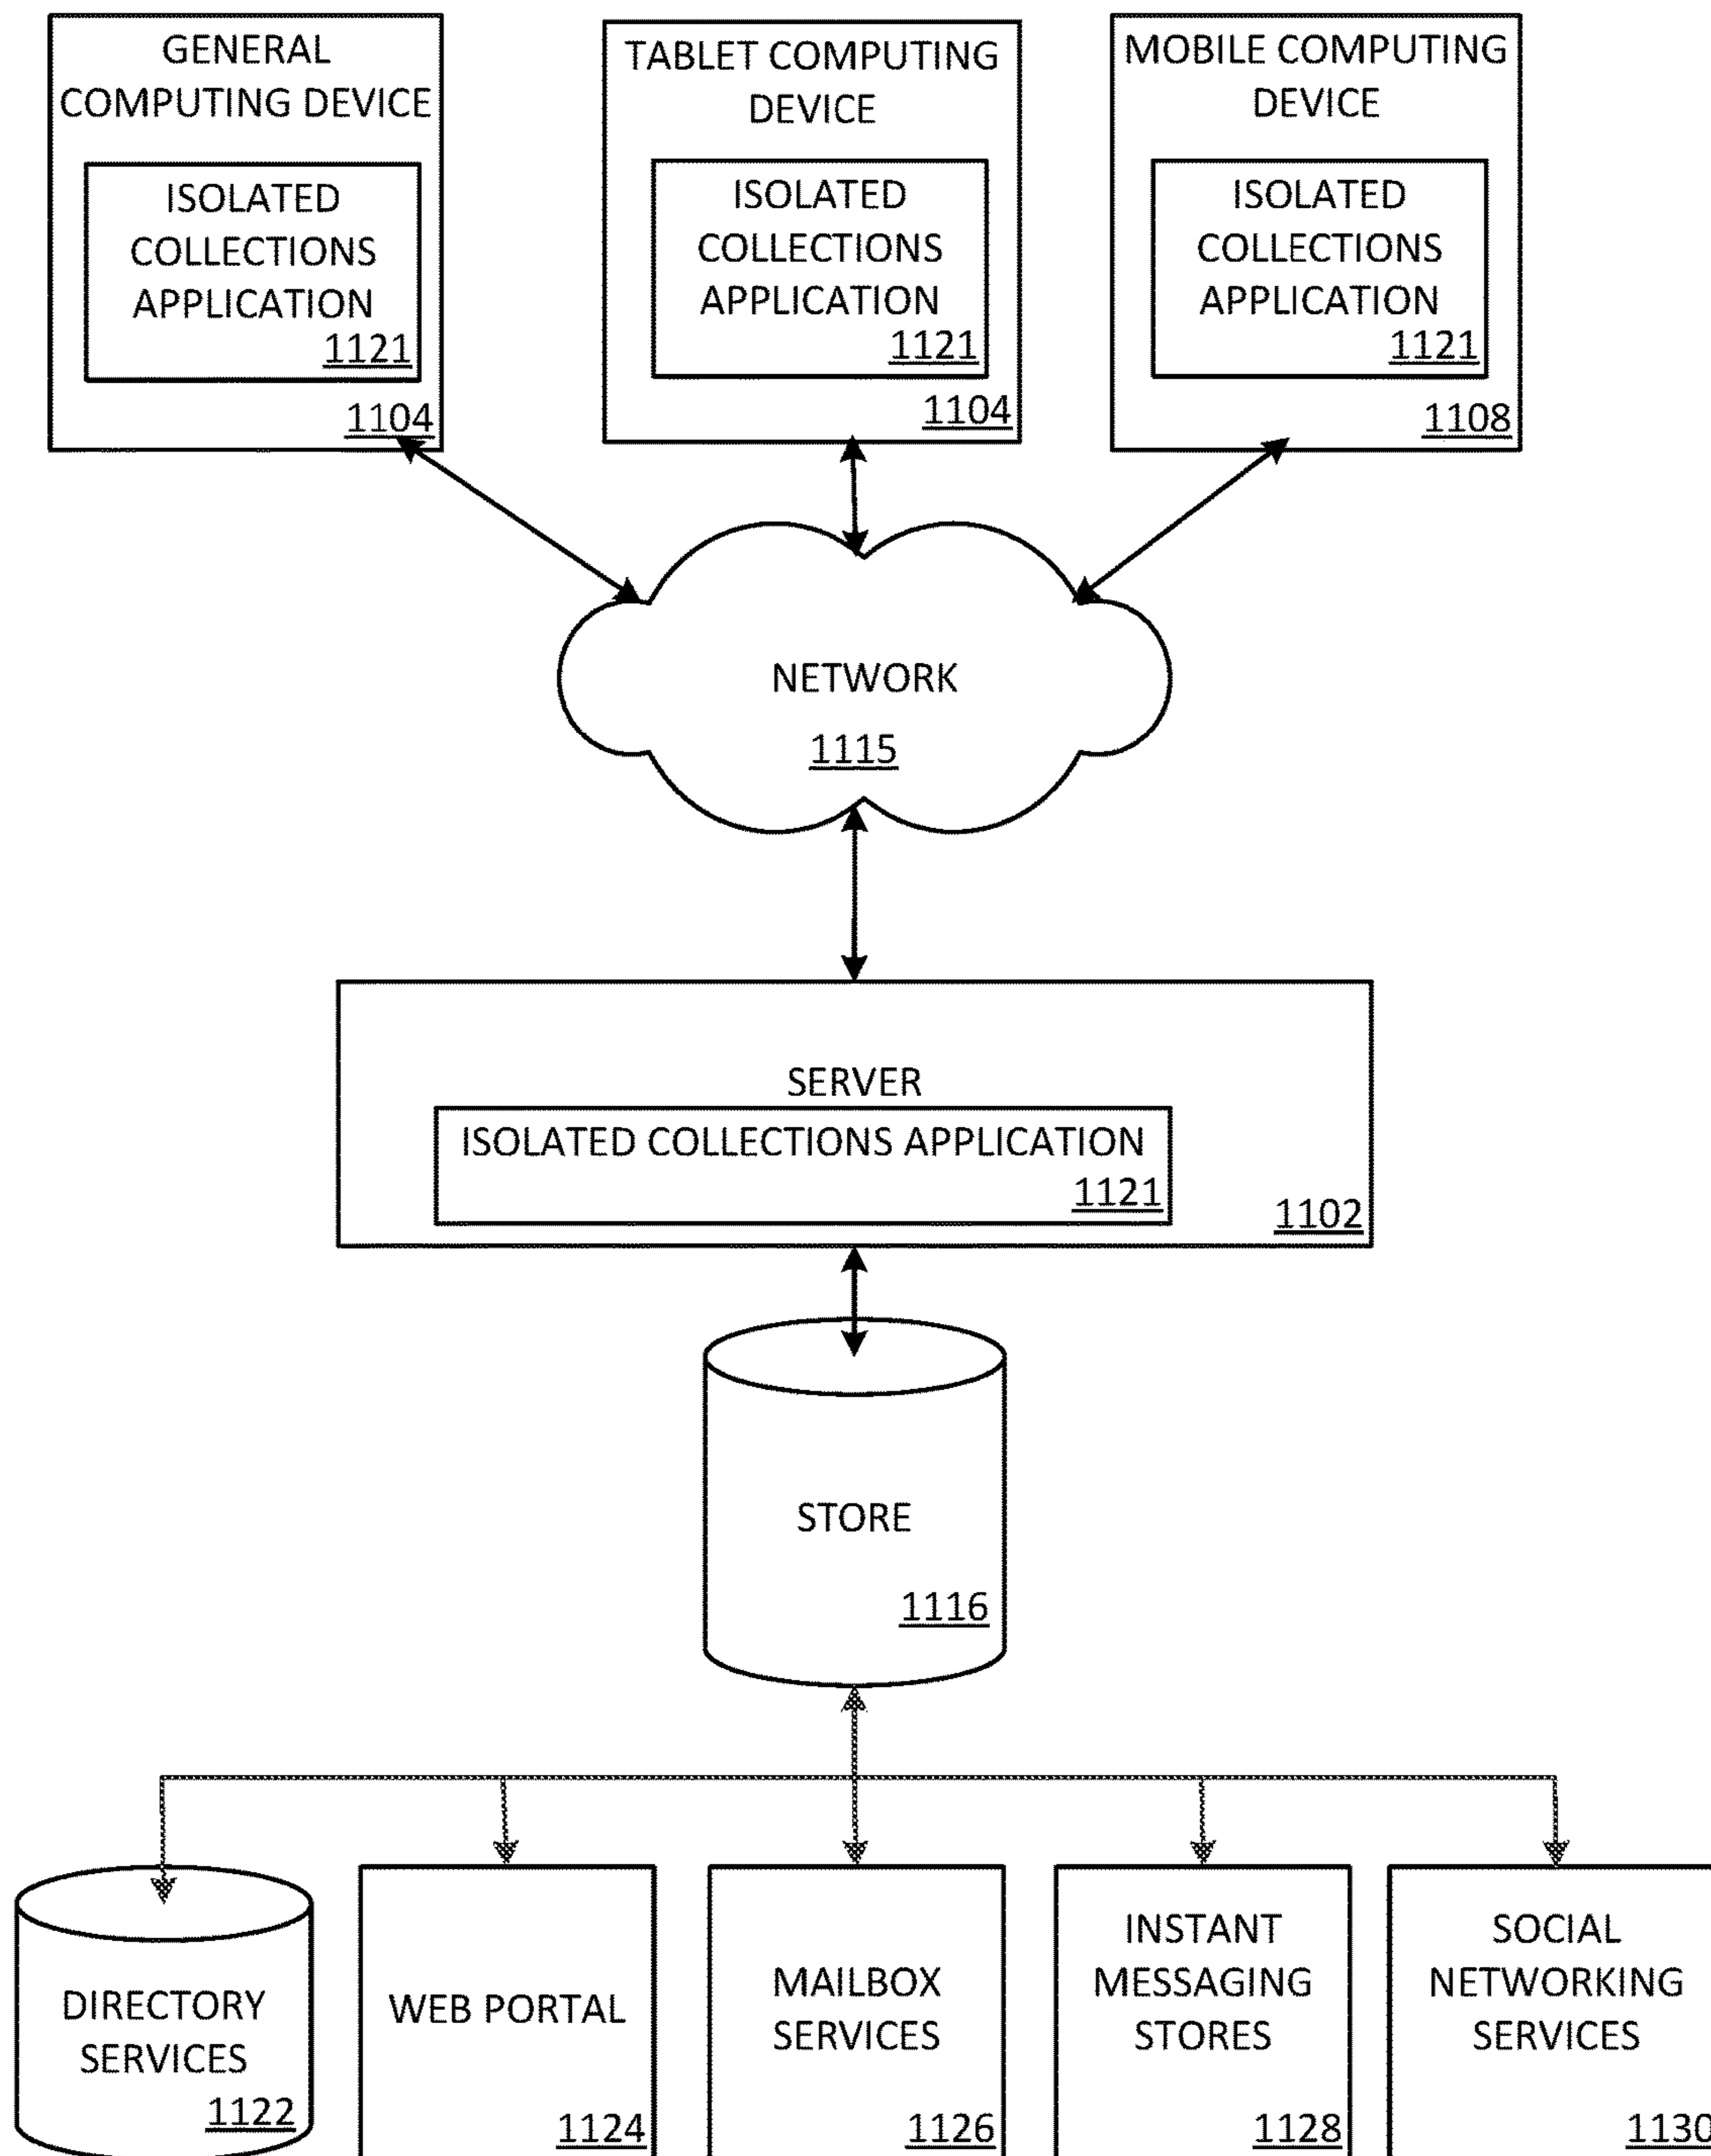 GENERAL
COMPUTING DEVICE
ISOLATED
COLLECTIONS
APPLICATION
1121
1104
TABLET COMPUTING
DEVICE
ISOLATED
COLLECTIONS
APPLICATION
1121
1104
MOBILE COMPUTING
DEVICE
ISOLATED
COLLECTIONS
APPLICATION
1121
1108
NETWORK
1115
SERVER
ISOLATED COLLECTIONS APPLICATION
1121
1102
STORE
1116
DIRECTORY
SERVICES
1122
WEB PORTAL
1124
MAILBOX
SERVICES
1126
INSTANT
MESSAGING
STORES
1128
SOCIAL
NETWORKING
SERVICES
1130